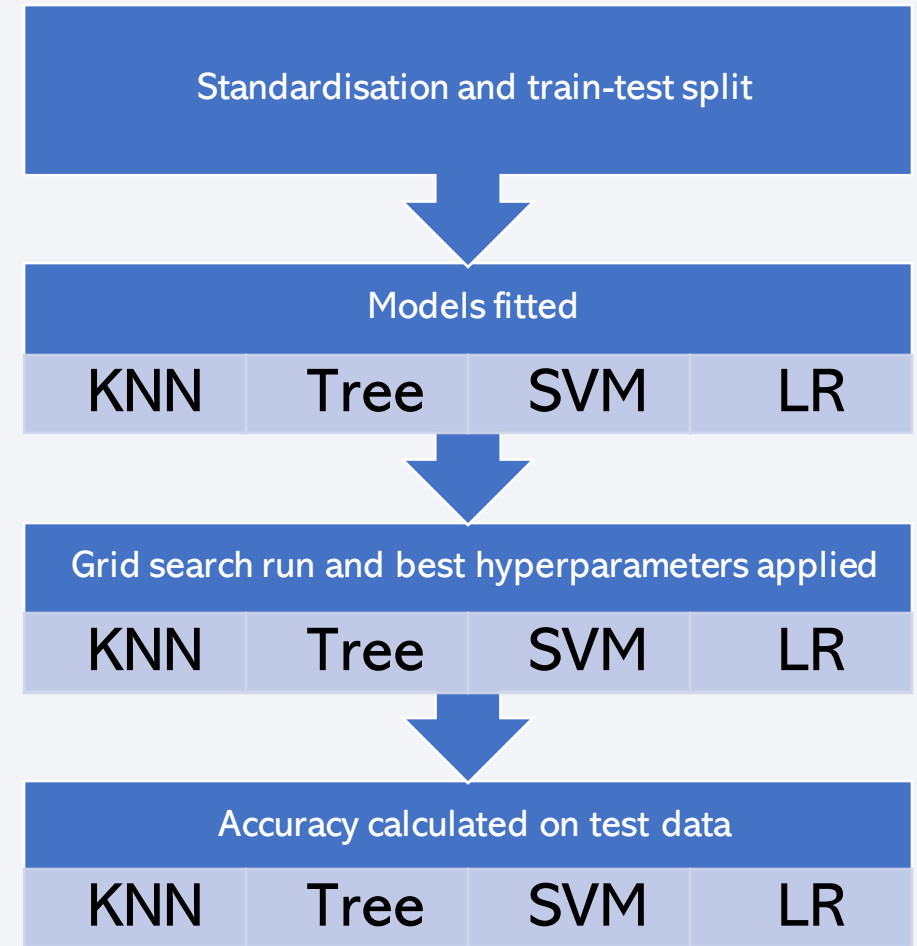 Standardisation and train-test split
Models fitted
KNN Tree SVM LR
Grid search run and best hyperparameters applied
KNN Tree SVM LR
Accuracy calculated on test data
KNN Tree SVM LR